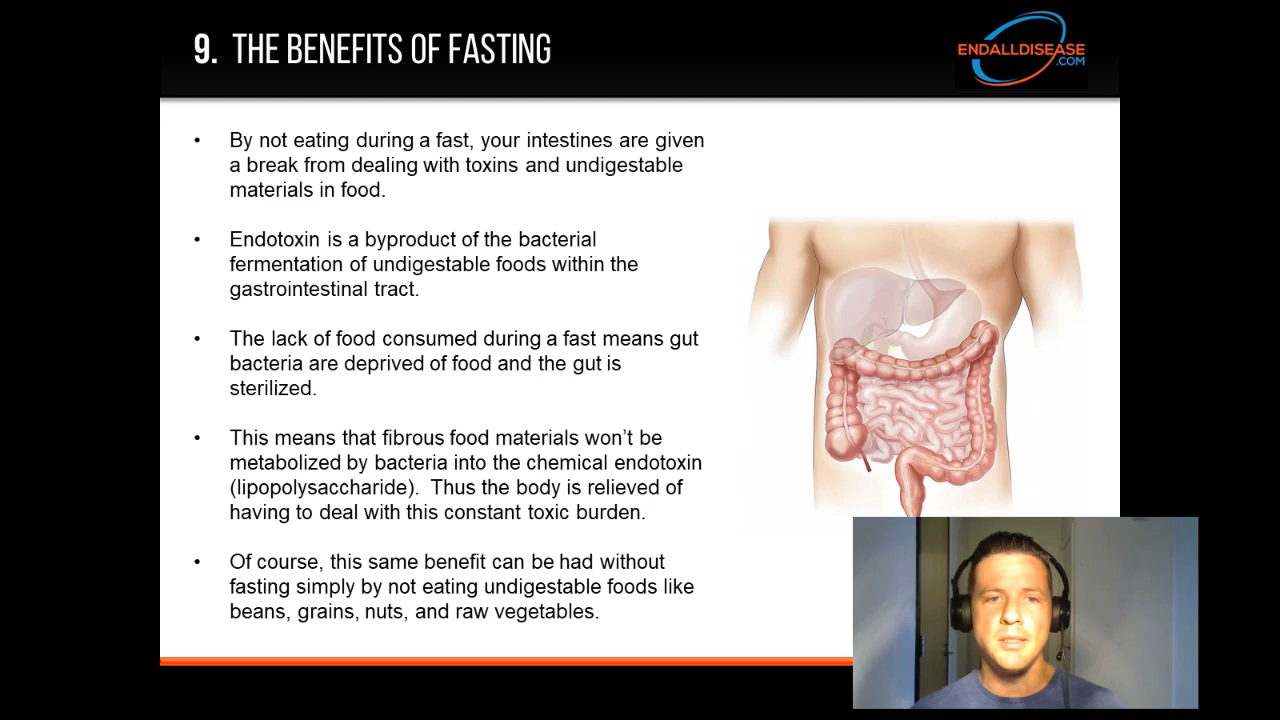 9. THE BENEFITS OF FASTING
ENDALLDISEASE
.COM
• By not eating during a fast, your intestines are given
a break from dealing with toxins and undigestable
materials in food.
• Endotoxin is a byproduct of the bacterial
fermentation of undigestable foods within the
gastrointestinal tract.
• The lack of food consumed during a fast means gut
bacteria are deprived of food and the gut is
sterilized.
• This means that fibrous food materials won’t be
metabolized by bacteria into the chemical endotoxin
(lipopolysaccharide).  Thus the body is relieved of
having to deal with this constant toxic burden.
• Of course, this same benefit can be had without
fasting simply by not eating undigestable foods like
beans, grains, nuts, and raw vegetables.